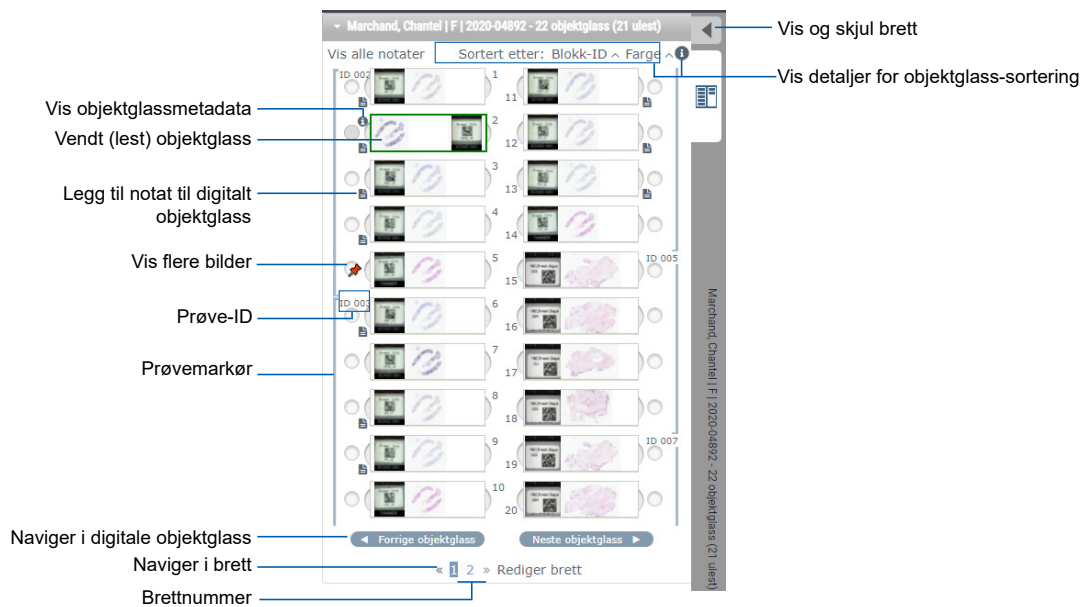 Marchand, Chantel | F | 2020-04892 - 22 objektglass (21 ulest)
Vis og skjul brett
Vis alle notater
Sortert etter: Blokk-ID Farge
Vis detaljer for objektglass-sortering
ID 002
1
11
Vis objektglassmetadata
Vendt (lest) objektglass
2
12
3
13
Legg til notat til digitalt
objektglass
4
14
Vis flere bilder
5
ID 005
15
ID 003
Prøve-ID
6
16
Prøvemarkør
7
17
8
18
9
ID 007
19
10
20
Marchand, Chantel | F | 2020-04892 - 22 objektglass (21 ulest)
Naviger i digitale objektglass
Forrige objektglass
Neste objektglass
Naviger i brett
« 1 2 » Rediger brett
Brettnummer